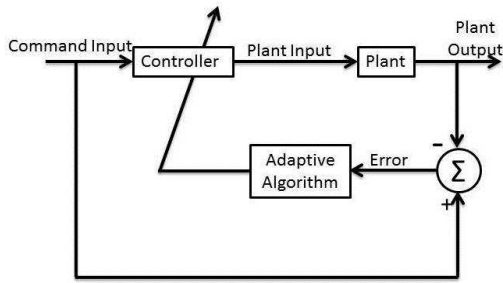 Command Input
Controller
Plant Input
Plant
Plant
Output
Adaptive
Algorithm
Error
-
Σ
+